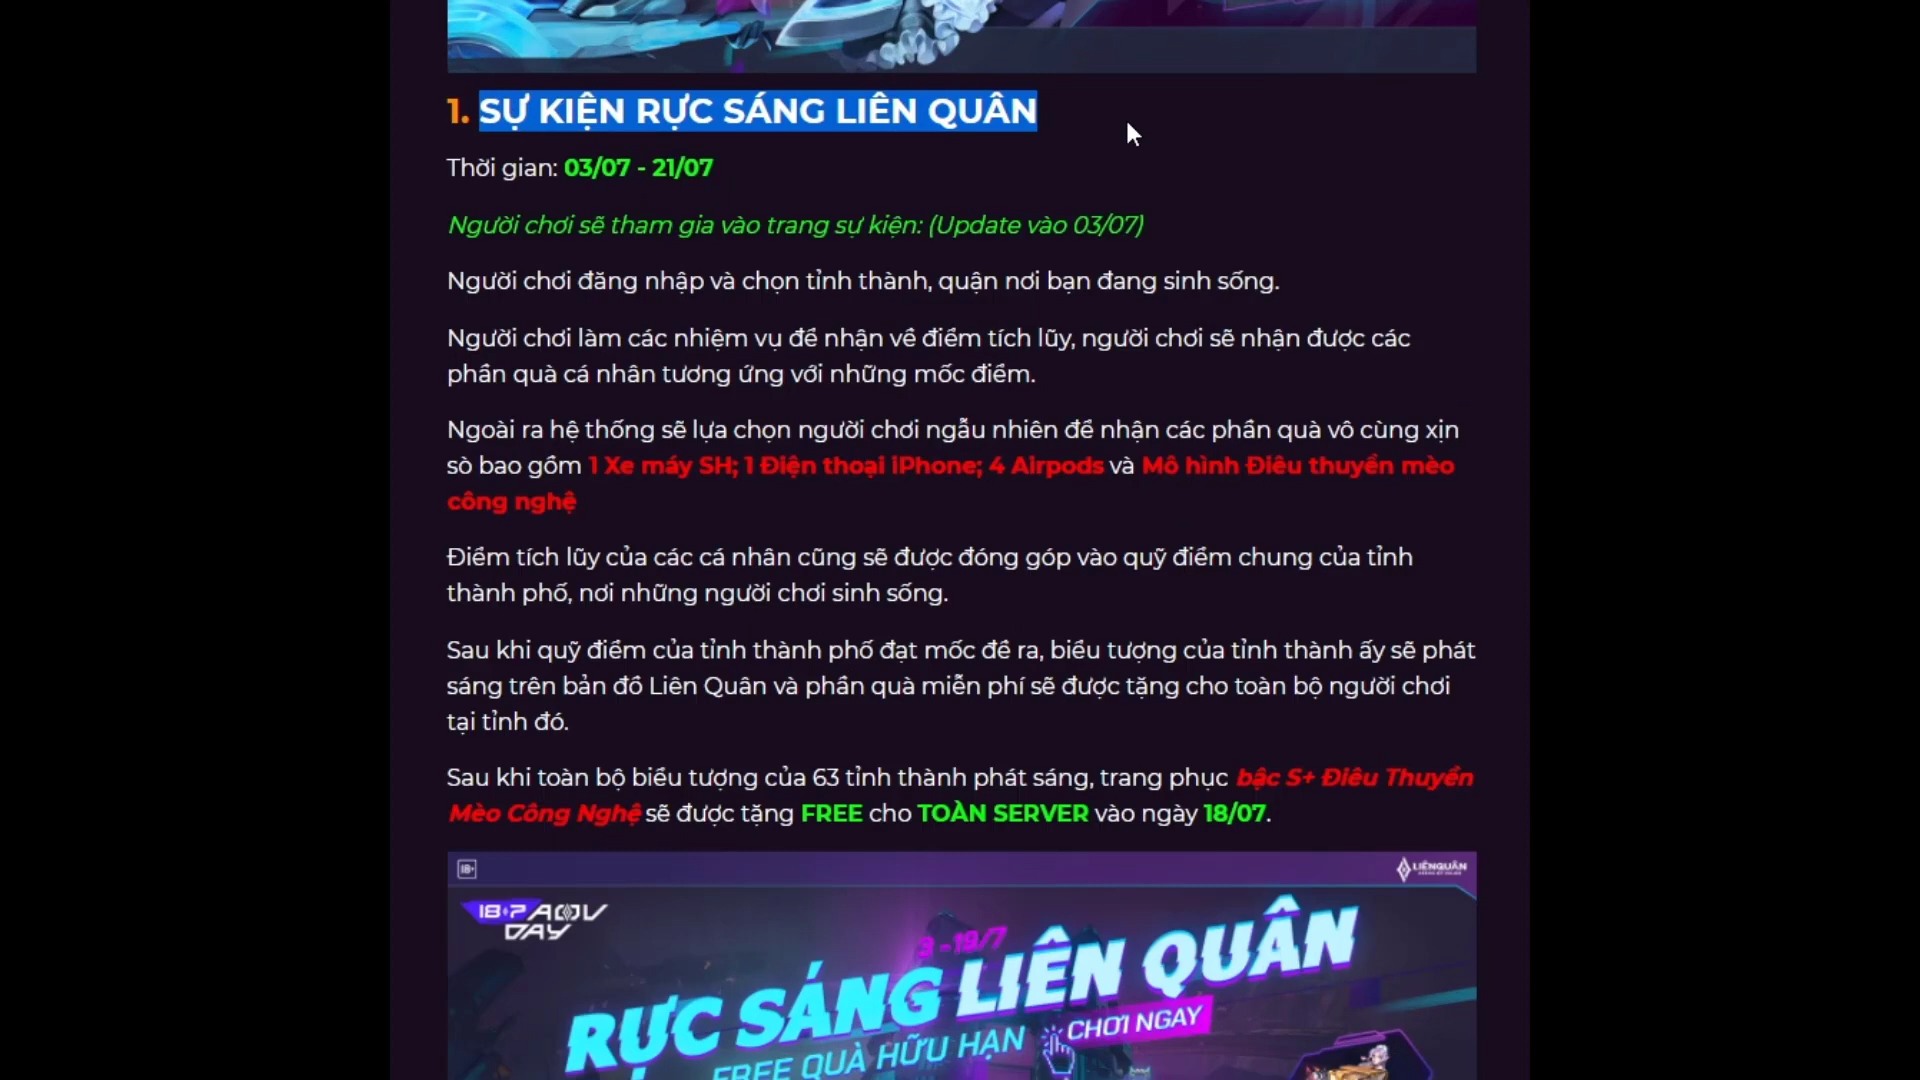 1. SỰ KIỆN RỰC SÁNG LIÊN QUÂN
Thời gian: 03/07 - 21/07
Người chơi sẽ tham gia vào trang sự kiện: (Update vào 03/07)
Người chơi đăng nhập và chọn tỉnh thành, quận nơi bạn đang sinh sống.
Người chơi làm các nhiệm vụ để nhận về điểm tích lũy, người chơi sẽ nhận được các
phần quà cá nhân tương ứng với những mốc điểm.
Ngoài ra hệ thống sẽ lựa chọn người chơi ngẫu nhiên để nhận các phần quà vô cùng xịn
sò bao gồm 1 Xe máy SH; 1 Điện thoại iPhone; 4 Airpods và Mô hình Điêu thuyền mèo
công nghệ
Điểm tích lũy của các cá nhân cũng sẽ được đóng góp vào quỹ điểm chung của tỉnh
thành phố, nơi những người chơi sinh sống.
Sau khi quỹ điểm của tỉnh thành phố đạt mốc đề ra, biểu tượng của tỉnh thành ấy sẽ phát
sáng trên bản đồ Liên Quân và phần quà miễn phí sẽ được tặng cho toàn bộ người chơi
tại tỉnh đó.
Sau khi toàn bộ biểu tượng của 63 tỉnh thành phát sáng, trang phục bậc S+ Điêu Thuyền
Mèo Công Nghệ sẽ được tặng FREE cho TOÀN SERVER vào ngày 18/07.
18+
LIÊNQUÂN
18•7 AOV
DAY
3 - 19/7
RỰC SÁNG LIÊN QUÂN
FREE QUÀ HỮU HẠN
CHƠI NGAY